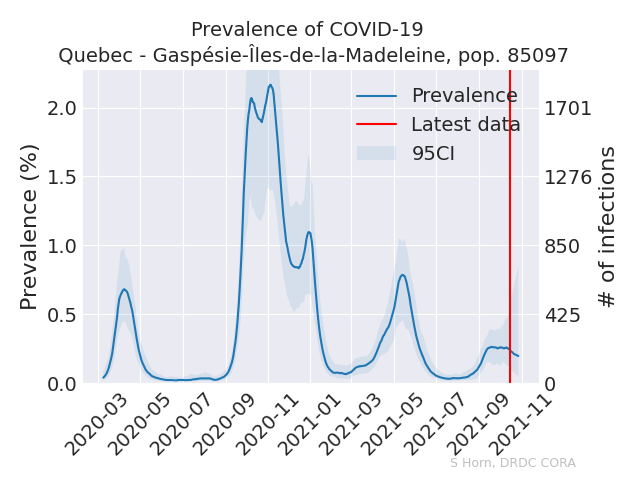 Prevalence of COVID-19
Quebec - Gaspésie-Îles-de-la-Madeleine, pop. 85097
Prevalence
Latest data
95CI
Prevalence (%)
2.0
1.5
1.0
0.5
0.0
1701
1276
850
425
0
# of infections
2020-03
2020-05
2020-07
2020-09
2020-11
2021-01
2021-03
2021-05
2021-07
2021-09
2021-11
S Horn, DRDC CORA